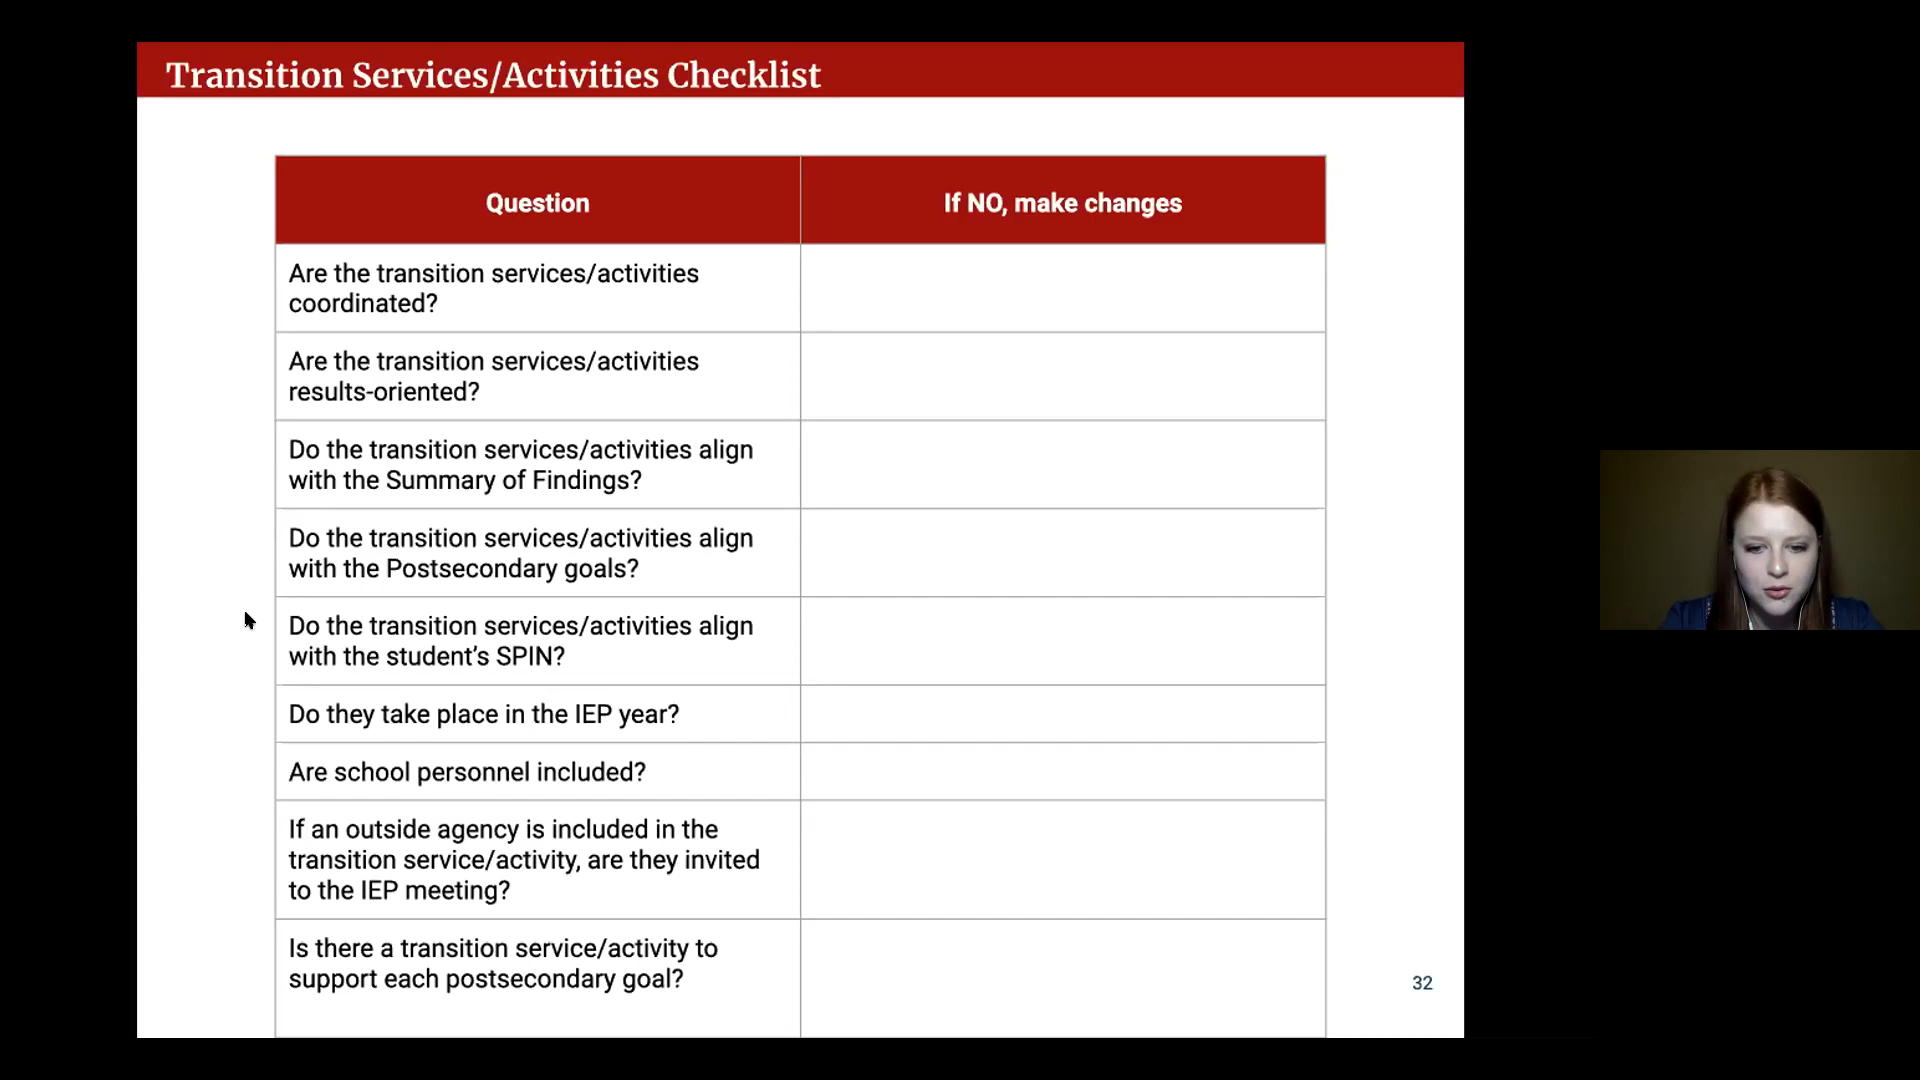 Transition Services/Activities Checklist
Question
If NO, make changes
Are the transition services/activities
coordinated?
Are the transition services/activities
results-oriented?
Do the transition services/activities align
with the Summary of Findings?
Do the transition services/activities align
with the Postsecondary goals?
Do the transition services/activities align
with the student’s SPIN?
Do they take place in the IEP year?
Are school personnel included?
If an outside agency is included in the
transition service/activity, are they invited
to the IEP meeting?
Is there a transition service/activity to
support each postsecondary goal?
32